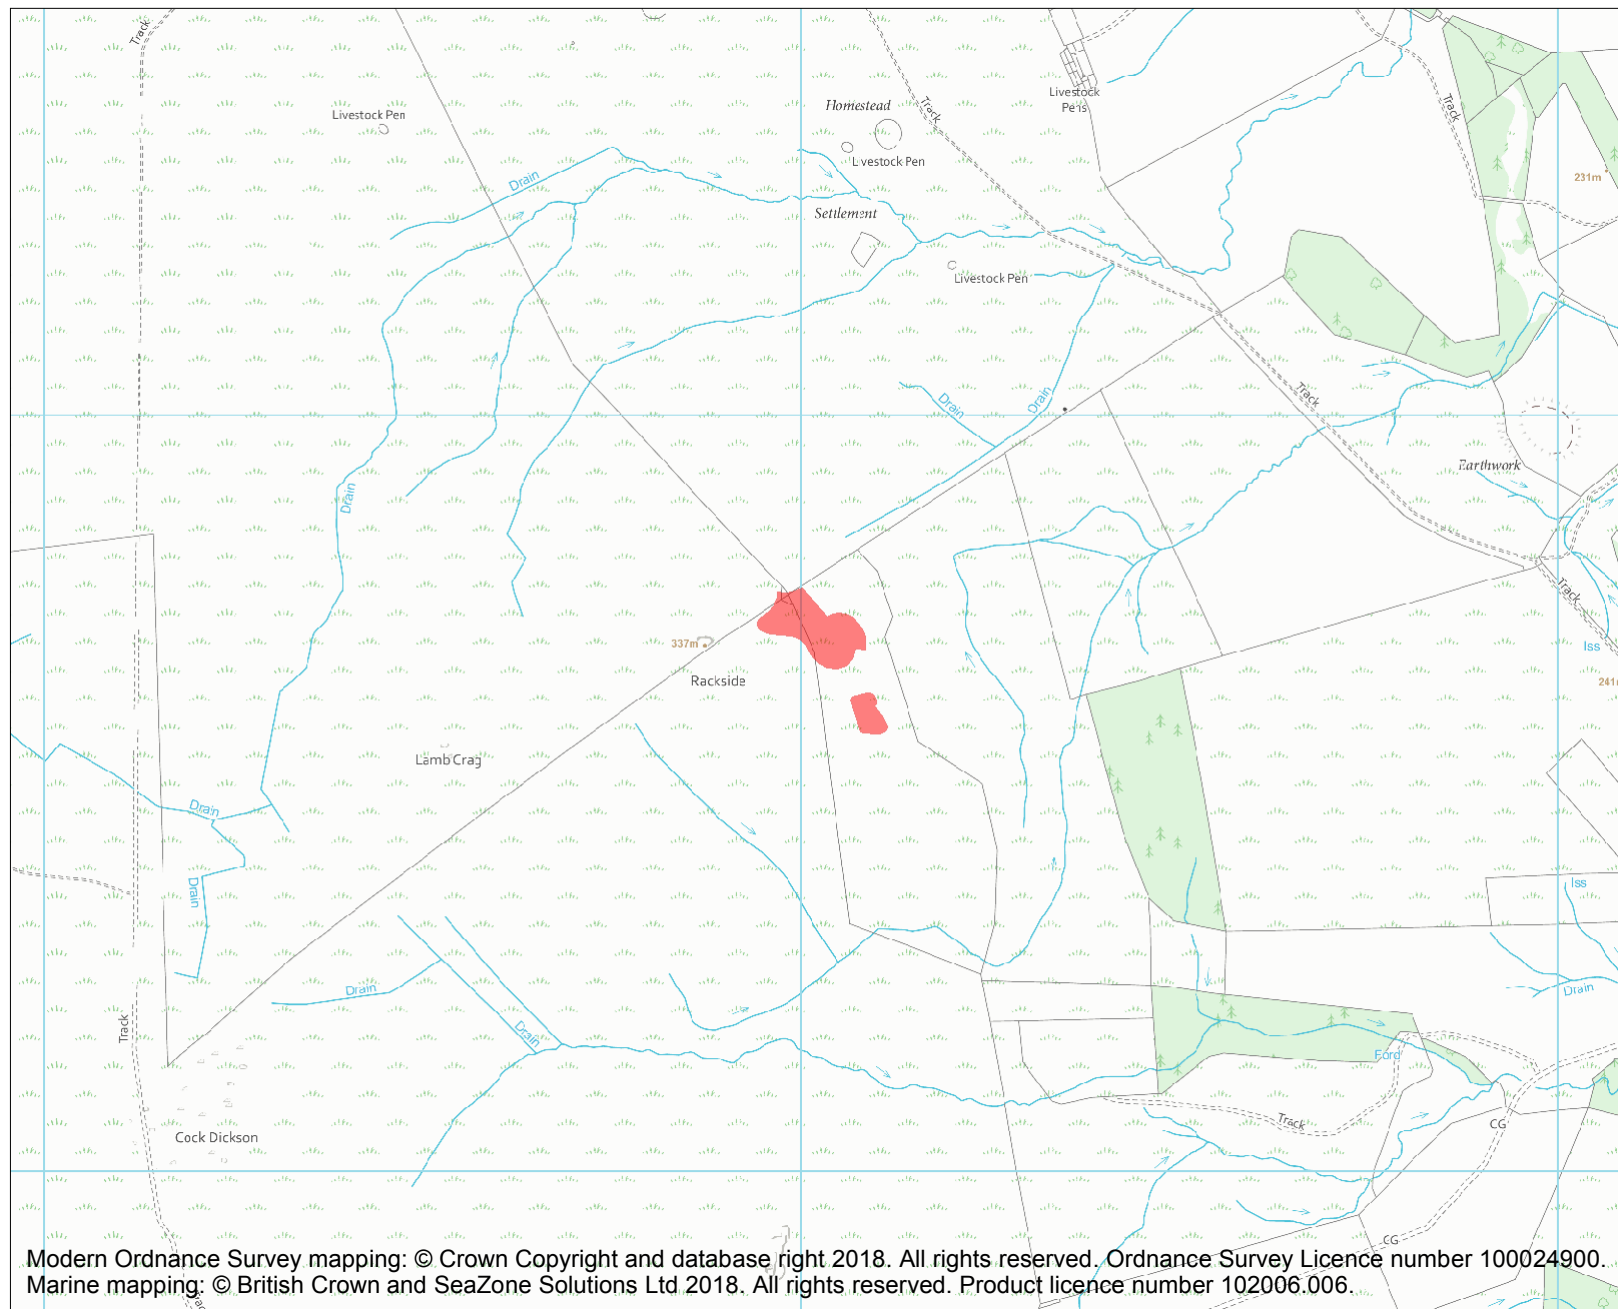 Track
Livestock Pen
Homestead
Track
Livestock
Pens
Track
Livestock Pen
231m
Drain
Settlement
Livestock Pen
Drain
Drain
Track
Earthwork
Drain
Track
337m
Rackside
Iss
241
Lamb Crag
Drain
Drain
Iss
Drain
Drain
Drain
Track
Ford
Track
CG
Cock Dickson
CG
Modern Ordnance Survey mapping: © Crown Copyright and database right 2018. All rights reserved. Ordnance Survey Licence number 100024900.
Marine mapping: © British Crown and SeaZone Solutions Ltd 2018. All rights reserved. Product licence number 102006.006.